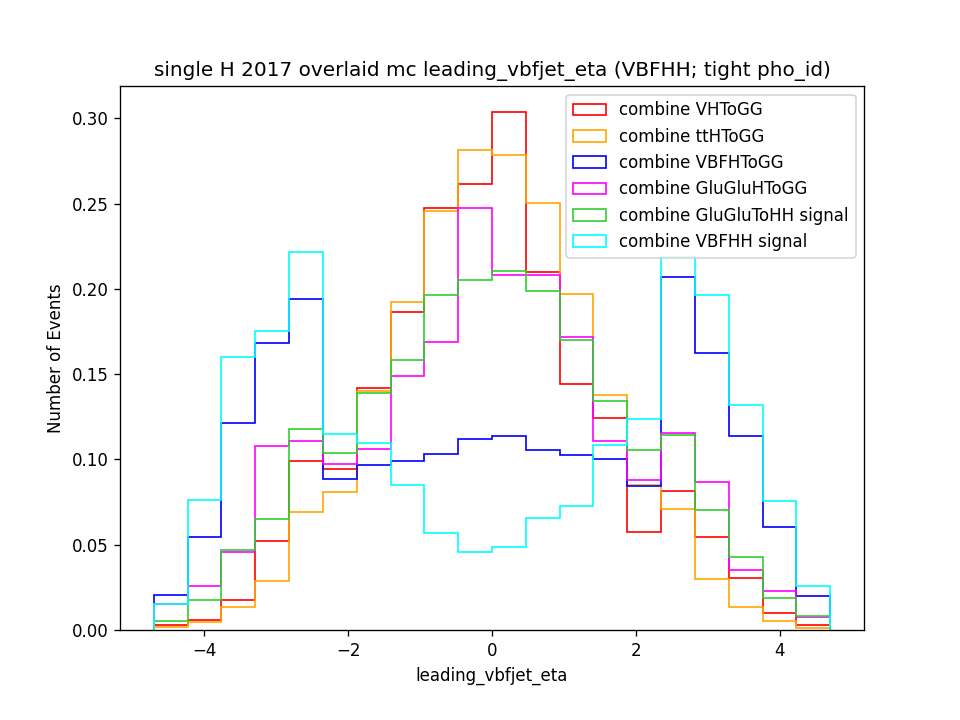 single H 2017 overlaid mc leading_vbfjet_eta (VBFHH; tight pho_id)
combine VHToGG
combine ttHToGG
combine VBFHToGG
combine GluGluHToGG
combine GluGluToHH signal
combine VBFHH signal
Number of Events
0.30
0.25
0.20
0.15
0.10
0.05
0.00
−4
−2
0
2
4
leading_vbfjet_eta